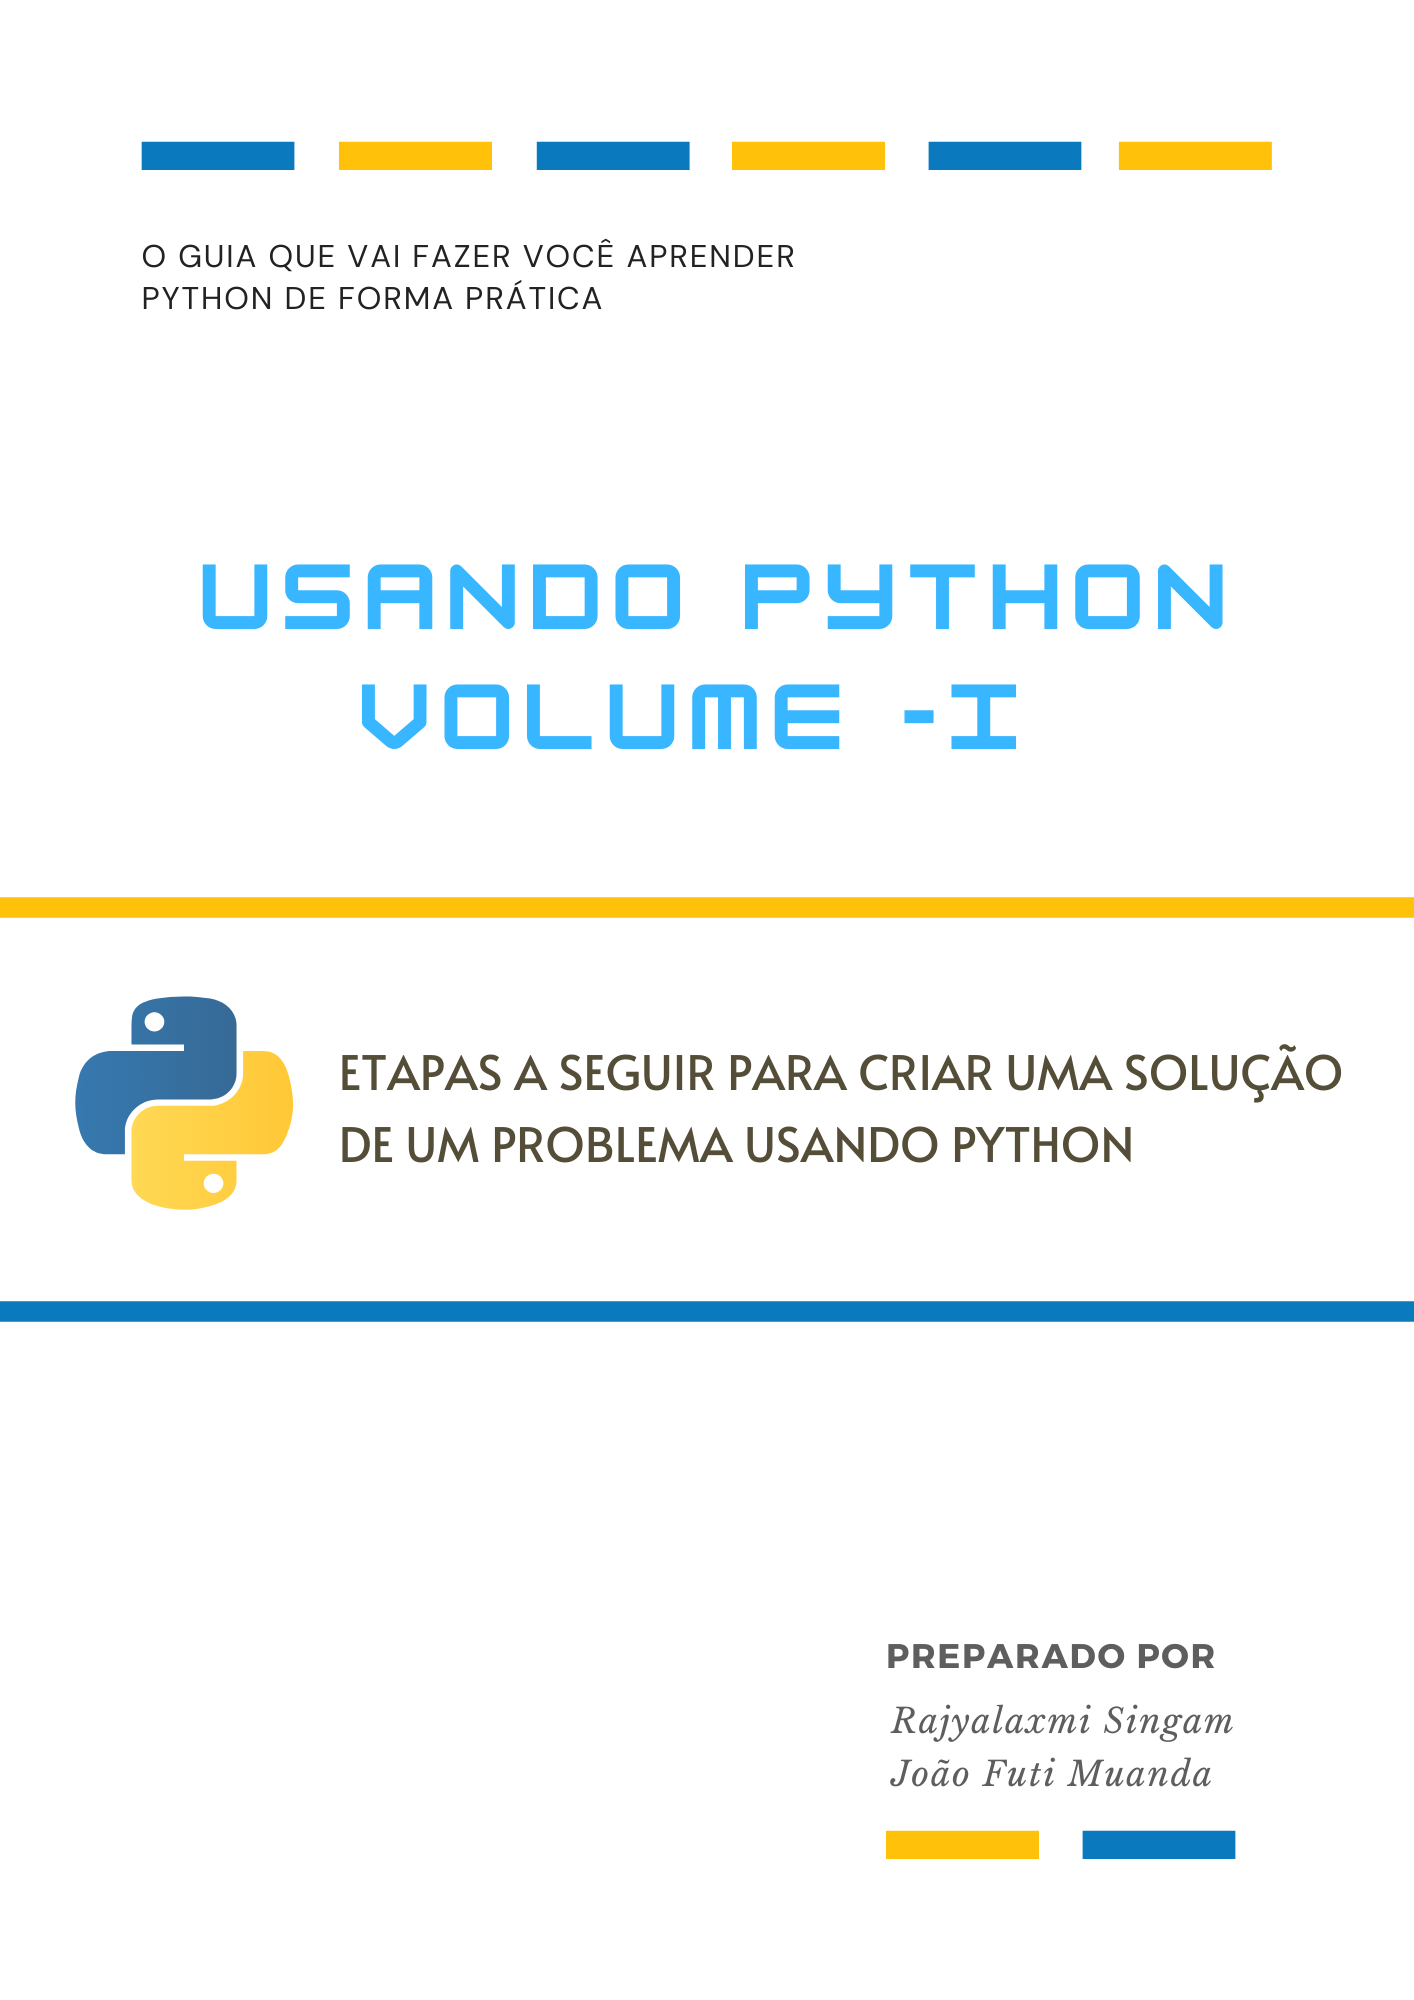 O GUIA QUE VAI FAZER VOCÊ APRENDER
PYTHON DE FORMA PRÁTICA
USANDO PYTHON
VOLUME -I
ETAPAS A SEGUIR PARA CRIAR UMA SOLUÇÃO
DE UM PROBLEMA USANDO PYTHON
PREPARADO POR
Rajyalaxmi Singam
João Futi Muanda